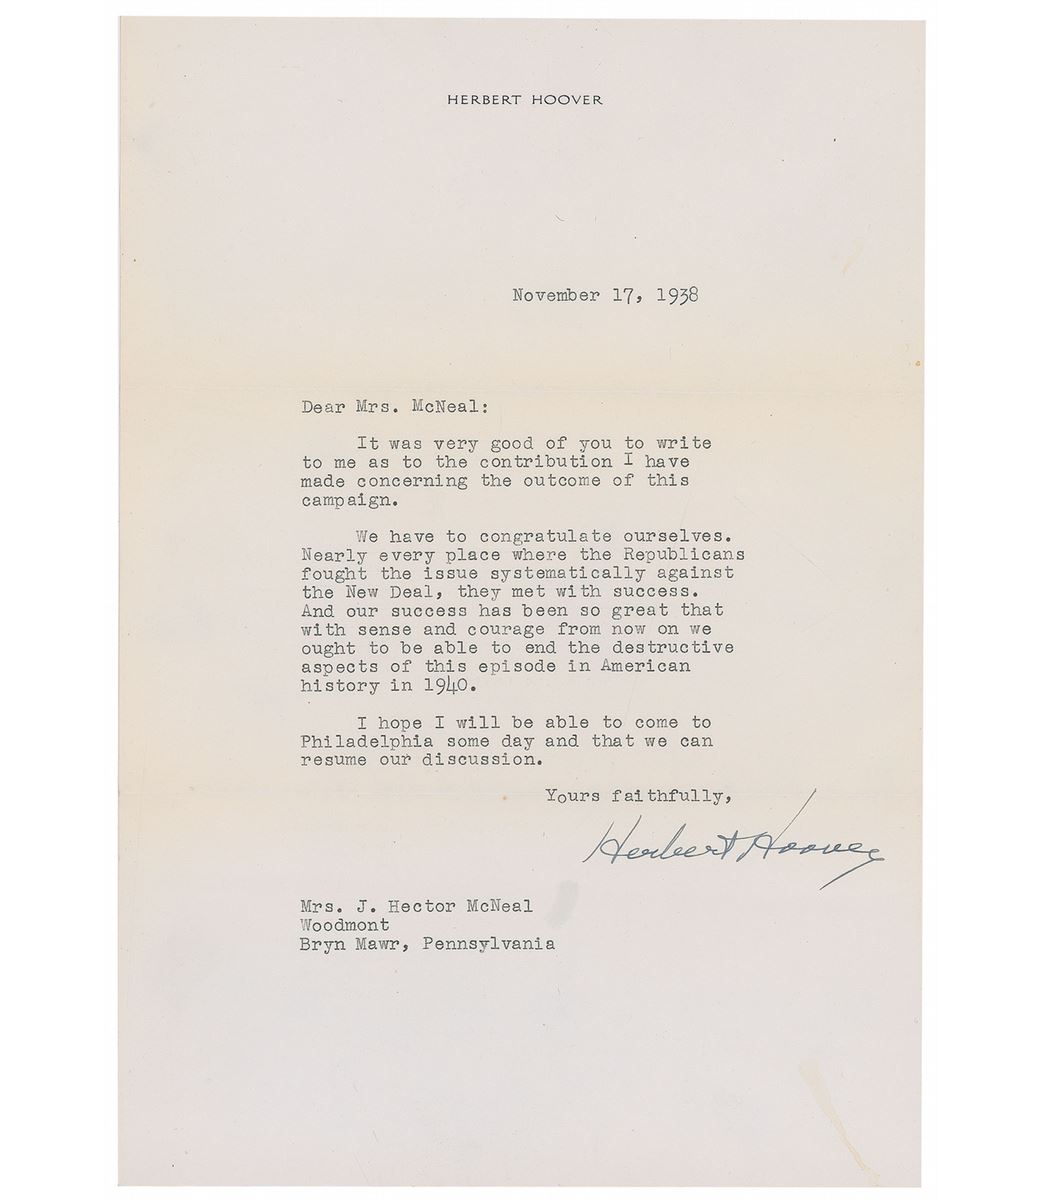 HERBERT HOOVER
November 17, 1938
Dear Mrs. McNeal:
It was very good of you to write
to me as to the contribution I have
made concerning the outcome of this
campaign.
We have to congratulate ourselves.
Nearly every place where the Republicans
fought the issue systematically against
the New Deal, they met with success.
And our success has been so great that
with sense and courage from now on we
ought to be able to end the destructive
aspects of this episode in American
history in 1940.
I hope I will be able to come to
Philadelphia some day and that we can
resume our discussion.
Yours faithfully,
Herbert Hoover
Mrs. J. Hector McNeal
Woodmont
Bryn Mawr, Pennsylvania